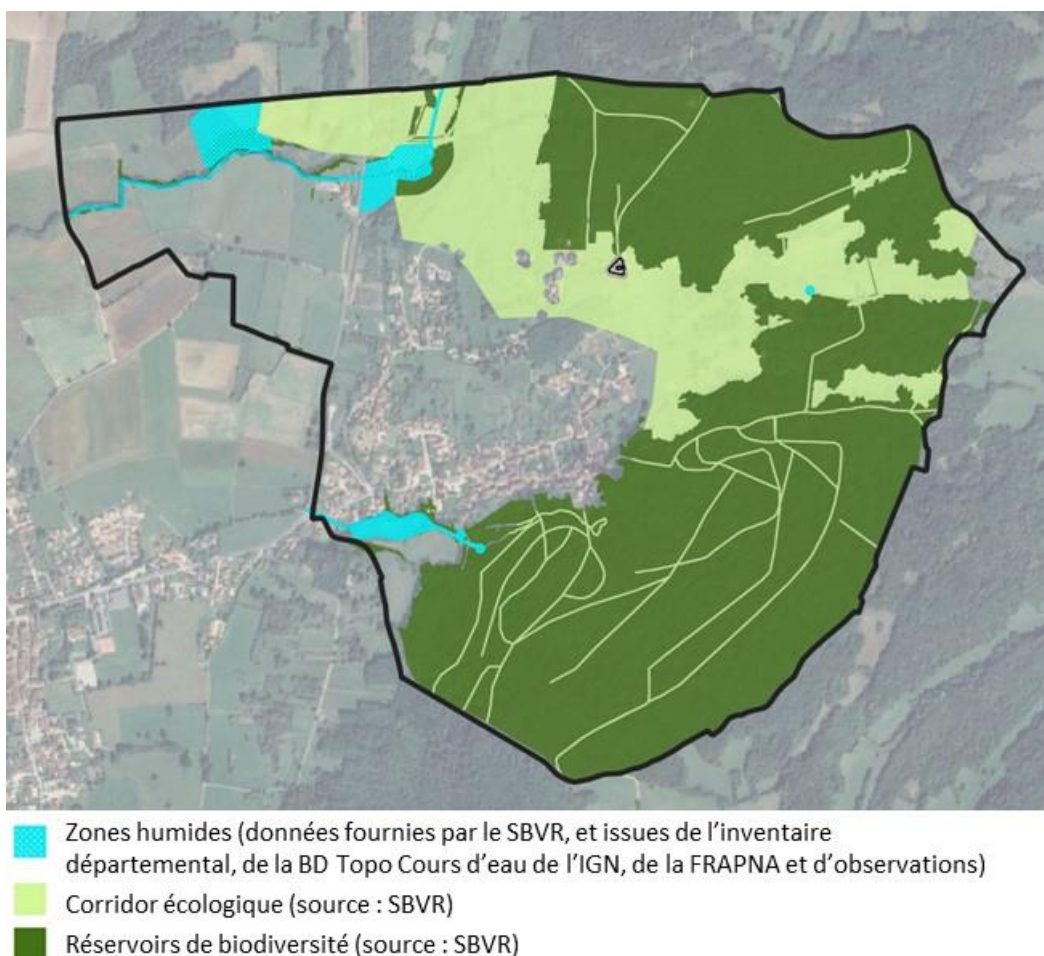 Zones humides (données fournies par le SBVR, et issues de l'inventaire
départemental, de la BD Topo Cours d'eau de l'IGN, de la FRAPNA et d'observations)
Corridor écologique (source : SBVR)
Réservoirs de biodiversité (source : SBVR)